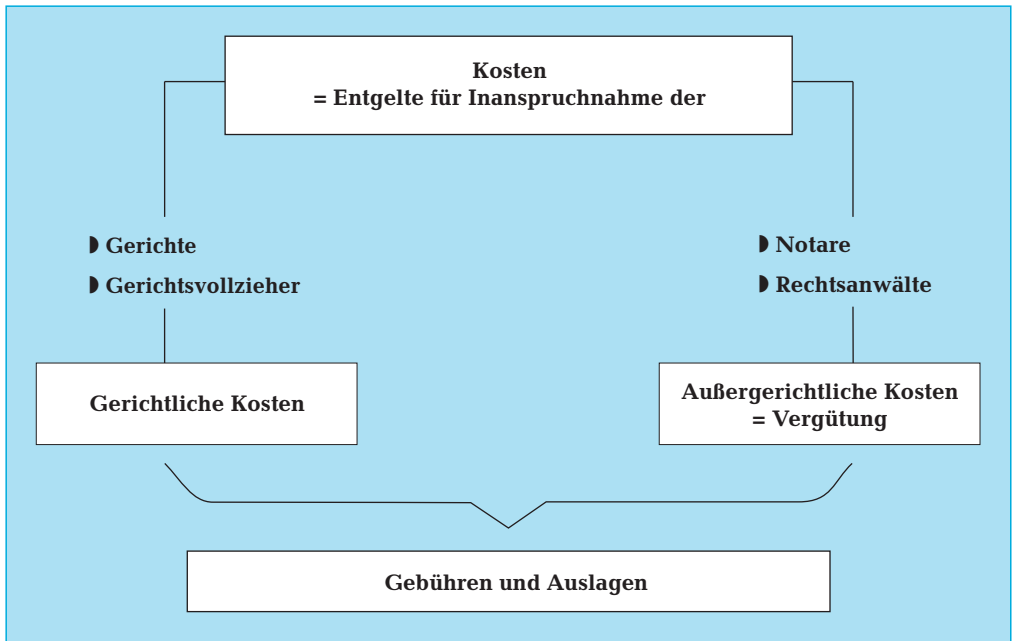 Kosten
= Entgelte für Inanspruchnahme der
◗ Gerichte
◗ Gerichtsvollzieher
◗ Notare
◗ Rechtsanwälte
Gerichtliche Kosten
Außergerichtliche Kosten
= Vergütung
Gebühren und Auslagen